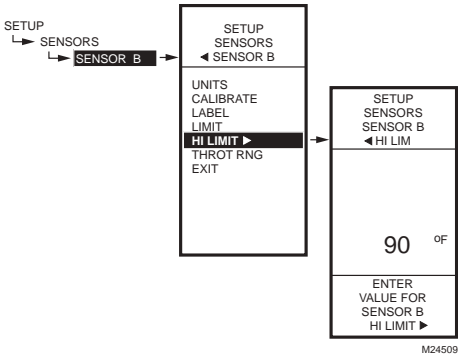 SETUP
SENSORS
SENSOR B
SETUP
SENSORS
◀ SENSOR B
UNITS
CALIBRATE
LABEL
LIMIT
HI LIMIT ▶
THROT RNG
EXIT
SETUP
SENSORS
SENSOR B
◀ HI LIM
90 °F
ENTER
VALUE FOR
SENSOR B
HI LIMIT ▶
M24509